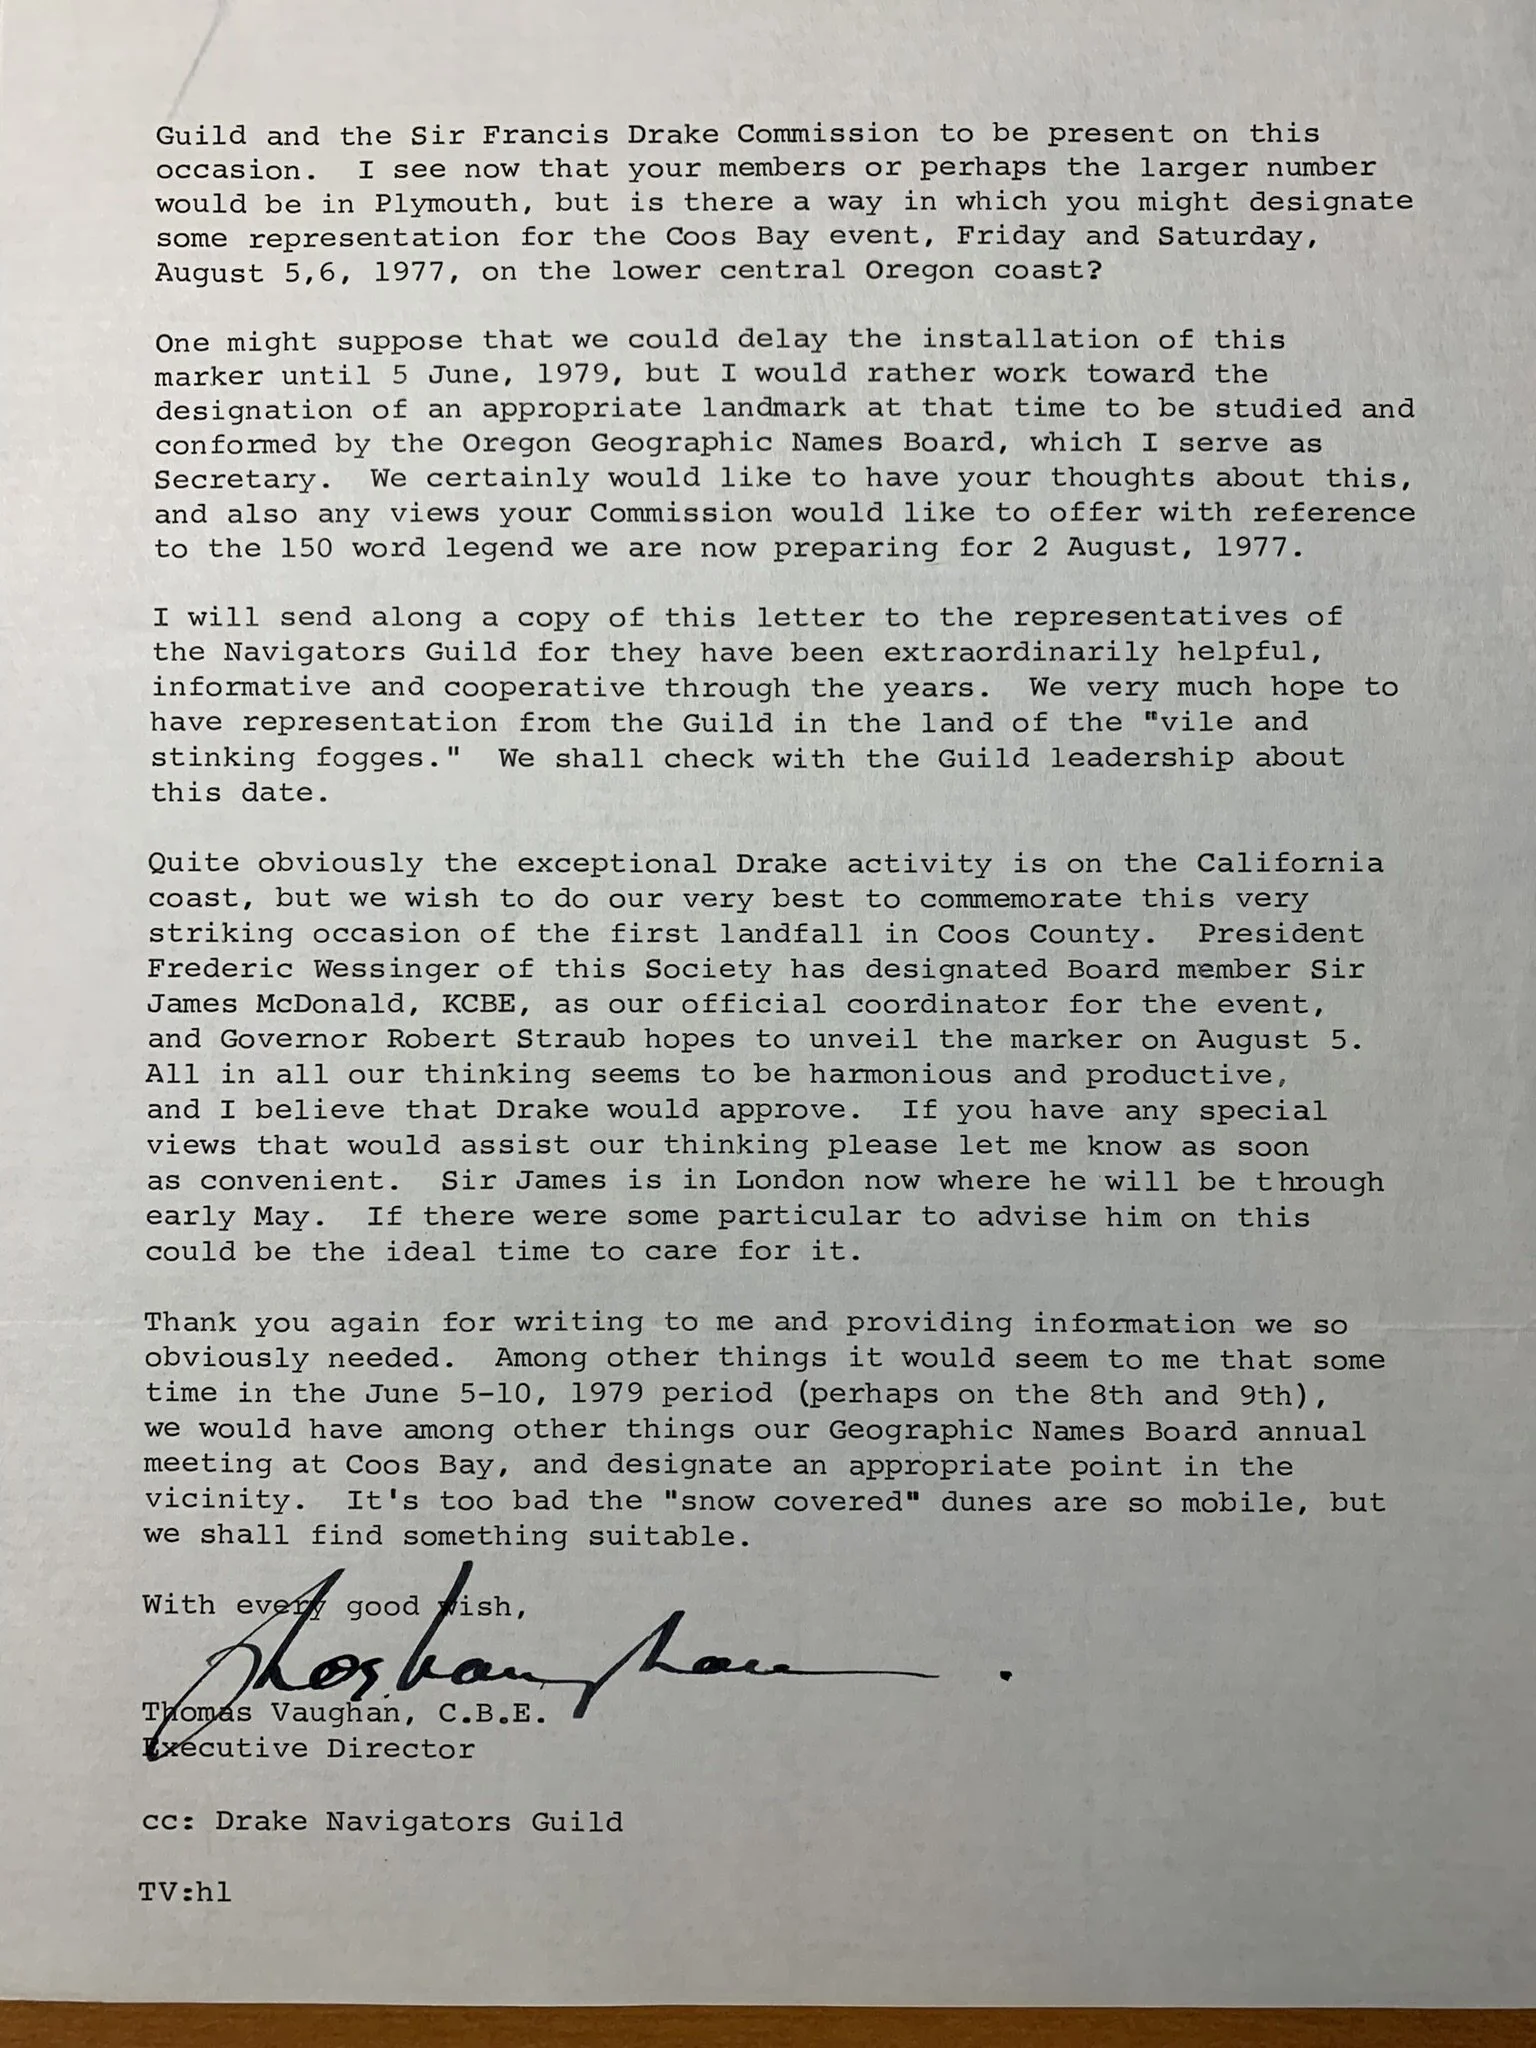 Guild and the Sir Francis Drake Commission to be present on this
occasion.  I see now that your members or perhaps the larger number
would be in Plymouth, but is there a way in which you might designate
some representation for the Coos Bay event, Friday and Saturday,
August 5,6, 1977, on the lower central Oregon coast?

One might suppose that we could delay the installation of this
marker until 5 June, 1979, but I would rather work toward the
designation of an appropriate landmark at that time to be studied and
conformed by the Oregon Geographic Names Board, which I serve as
Secretary.  We certainly would like to have your thoughts about this,
and also any views your Commission would like to offer with reference
to the 150 word legend we are now preparing for 2 August, 1977.

I will send along a copy of this letter to the representatives of
the Navigators Guild for they have been extraordinarily helpful,
informative and cooperative through the years.  We very much hope to
have representation from the Guild in the land of the "vile and
stinking fogges."  We shall check with the Guild leadership about
this date.

Quite obviously the exceptional Drake activity is on the California
coast, but we wish to do our very best to commemorate this very
striking occasion of the first landfall in Coos County.  President
Frederic Wessinger of this Society has designated Board member Sir
James McDonald, KCBE, as our official coordinator for the event,
and Governor Robert Straub hopes to unveil the marker on August 5.
All in all our thinking seems to be harmonious and productive,
and I believe that Drake would approve.  If you have any special
views that would assist our thinking please let me know as soon
as convenient.  Sir James is in London now where he will be through
early May.  If there were some particular to advise him on this
could be the ideal time to care for it.

Thank you again for writing to me and providing information we so
obviously needed.  Among other things it would seem to me that some
time in the June 5-10, 1979 period (perhaps on the 8th and 9th),
we would have among other things our Geographic Names Board annual
meeting at Coos Bay, and designate an appropriate point in the
vicinity.  It's too bad the "snow covered" dunes are so mobile, but
we shall find something suitable.

With every good wish,
Thomas Vaughan, C.B.E.
Executive Director

cc: Drake Navigators Guild

TV:hl